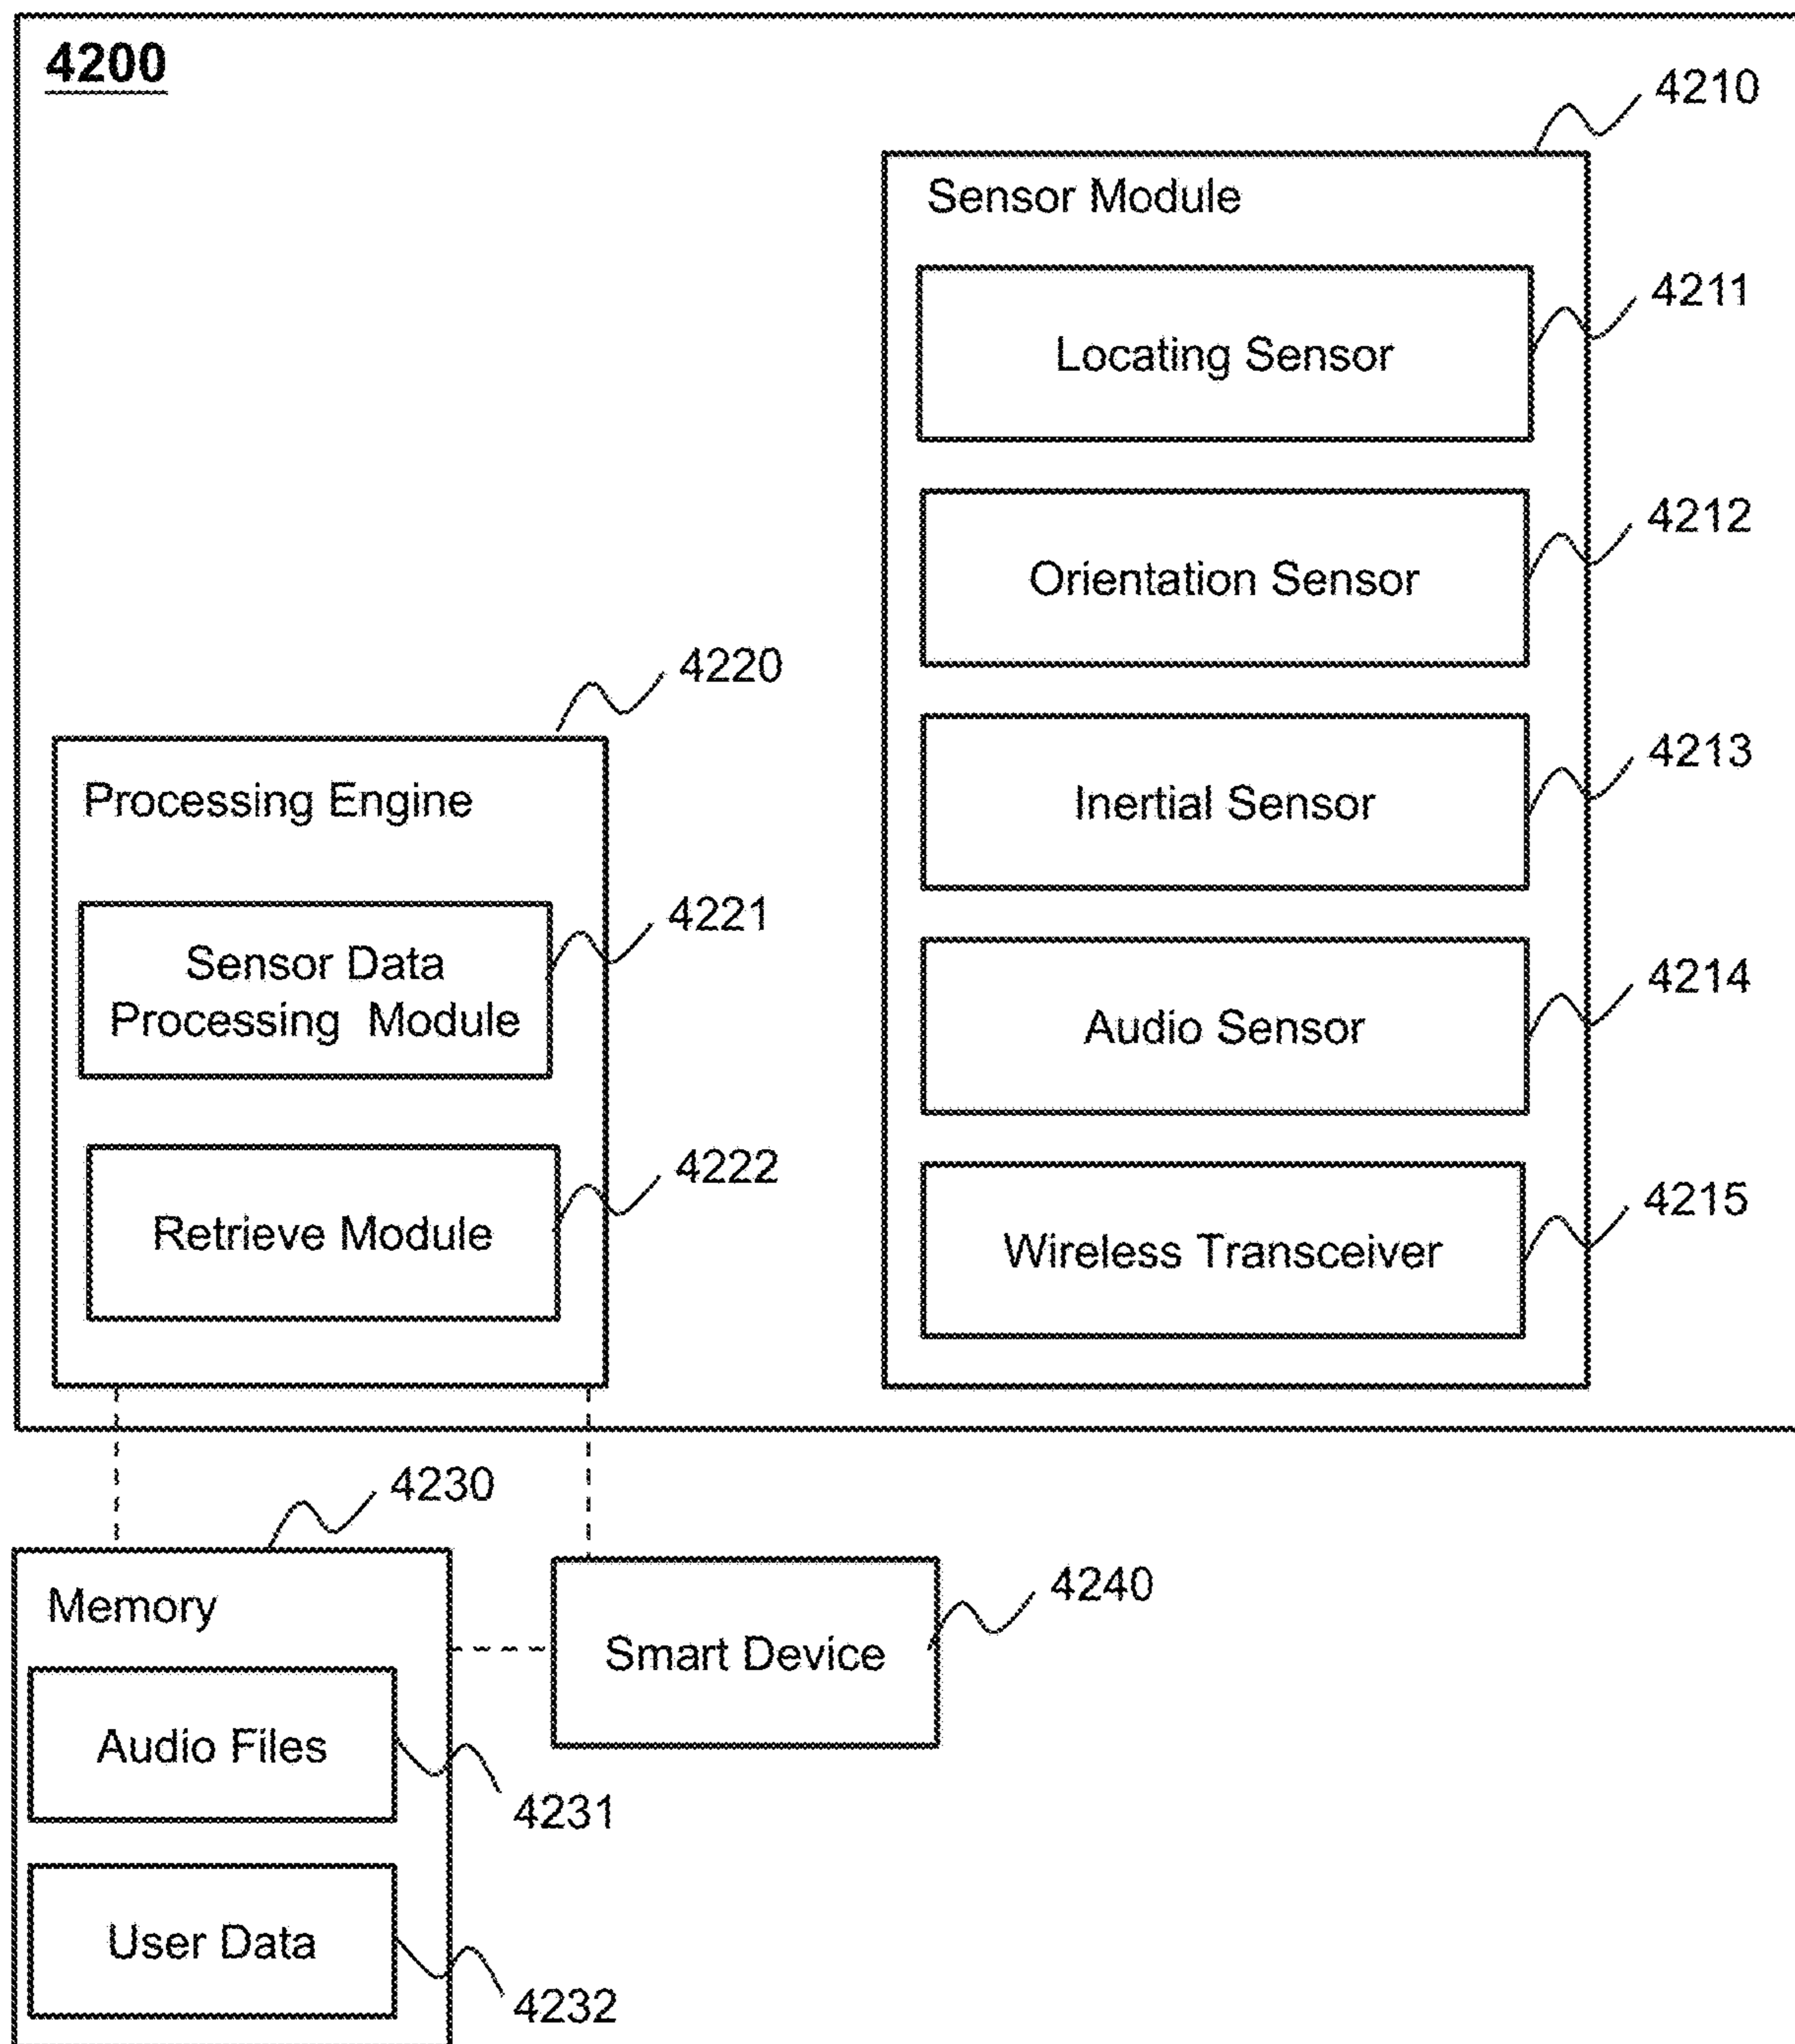 4200
4210
Sensor Module
4211
Locating Sensor
4212
Orientation Sensor
4213
Inertial Sensor
4214
Audio Sensor
4215
Wireless Transceiver
4220
Processing Engine
4221
Sensor Data
Processing Module
4222
Retrieve Module
4230
Memory
Audio Files
4231
User Data
4232
4240
Smart Device